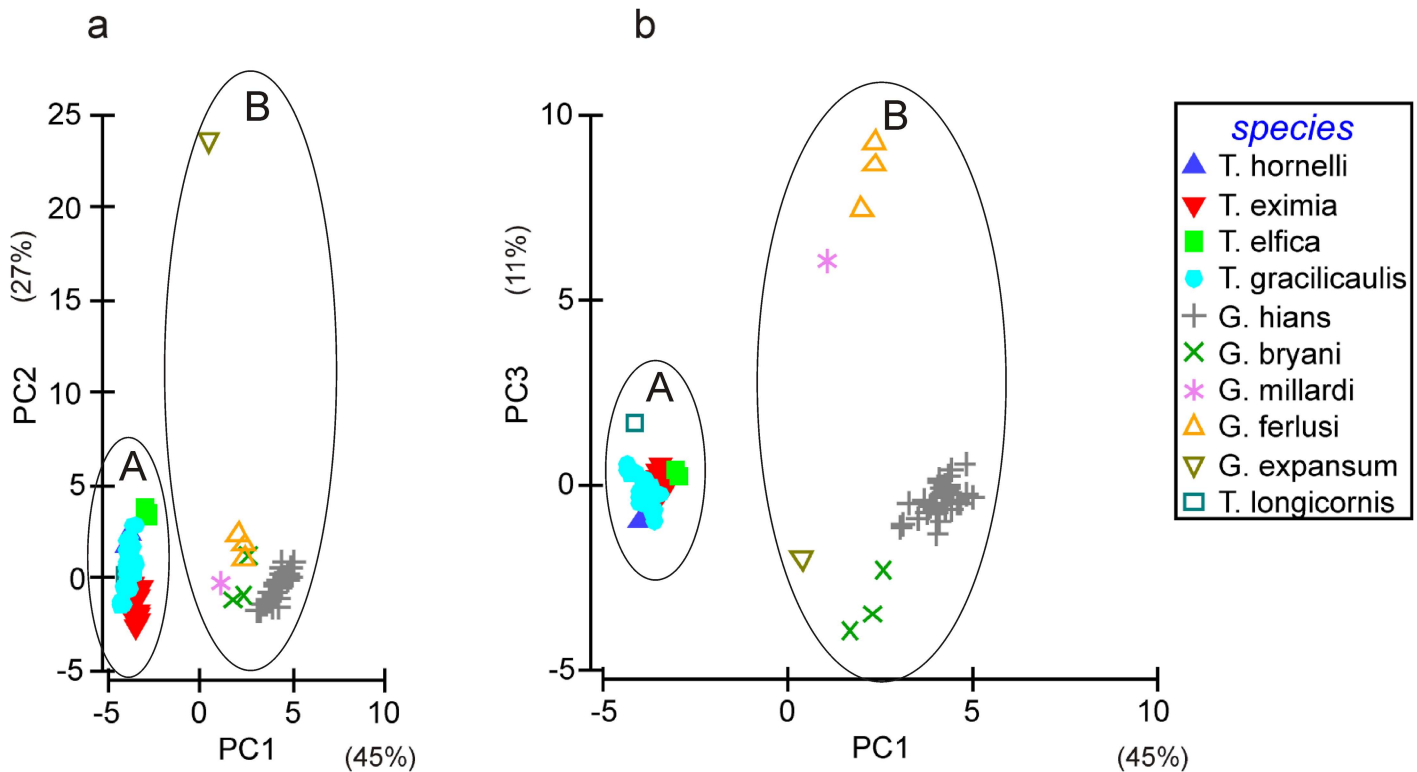 a
B
A
25
20
15
10
5
0
-5
PC2
(27%)
-5
0
5
10
PC1
(45%)
b
B
A
10
5
0
-5
PC3
(11%)
-5
0
5
10
PC1
(45%)
species
T. hornelli
T. eximia
T. elfica
T. gracilicaulis
G. hians
G. bryani
G. millardi
G. ferlusi
G. expansum
T. longicornis